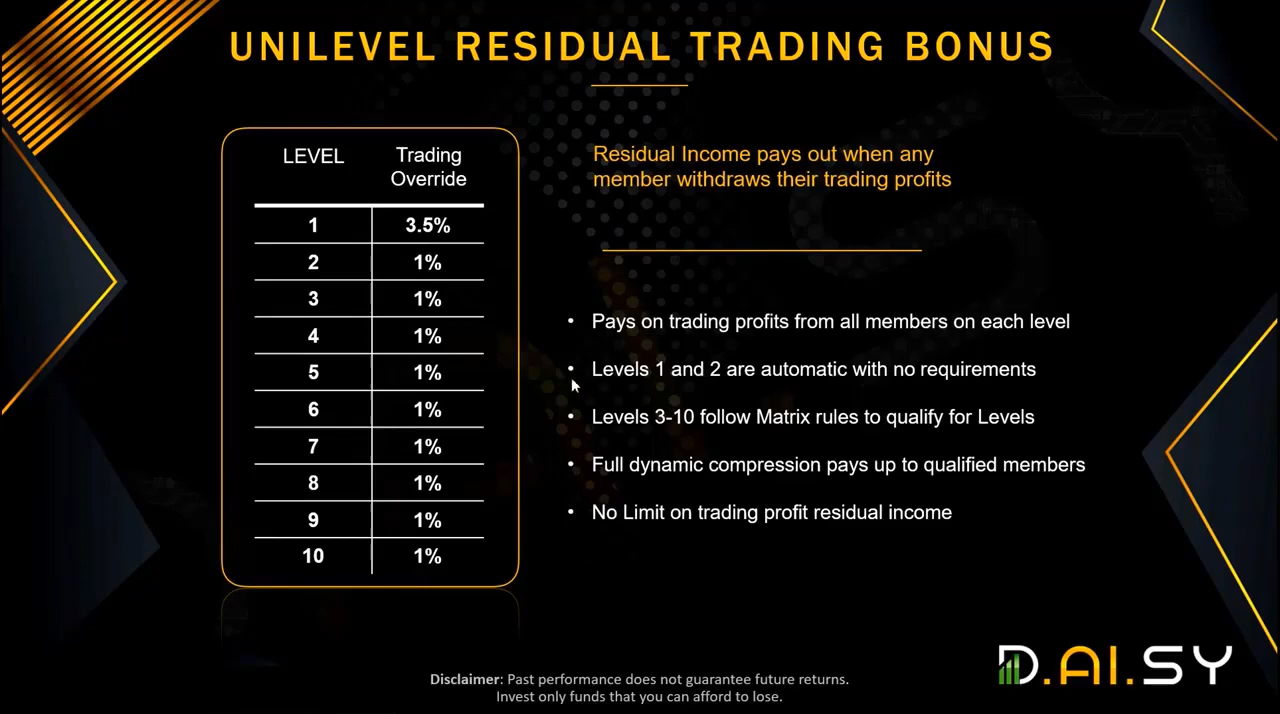 UNILEVEL RESIDUAL TRADING BONUS
LEVEL Trading
Override
1 3.5%
2 1%
3 1%
4 1%
5 1%
6 1%
7 1%
8 1%
9 1%
10 1%
Residual Income pays out when any
member withdraws their trading profits
• Pays on trading profits from all members on each level
• Levels 1 and 2 are automatic with no requirements
• Levels 3-10 follow Matrix rules to qualify for Levels
• Full dynamic compression pays up to qualified members
• No Limit on trading profit residual income
D.AI.SY
Disclaimer: Past performance does not guarantee future returns.
Invest only funds that you can afford to lose.